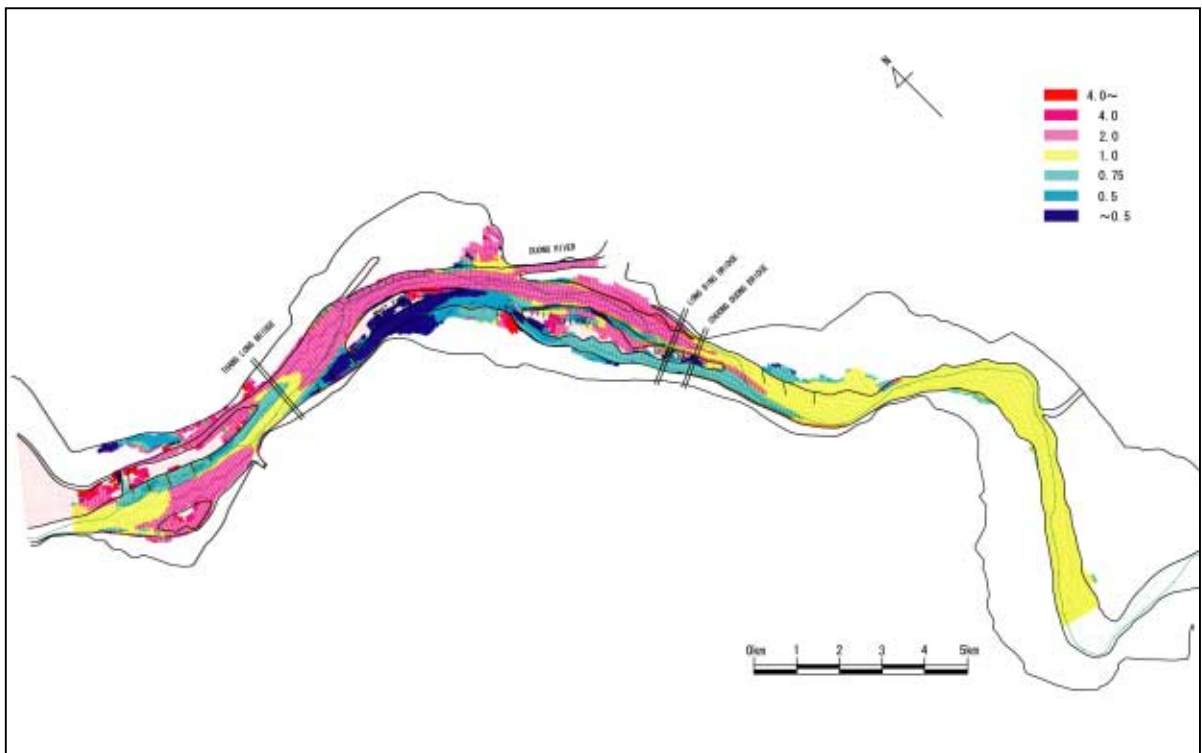 N
4.0~
4.0
2.0
1.0
0.75
0.5
~0.5
DUONG RIVER
LONG BING BRIDGE
CHUONG DUONG BRIDGE
THANG LONG BRIDGE
0km 1 2 3 4 5km